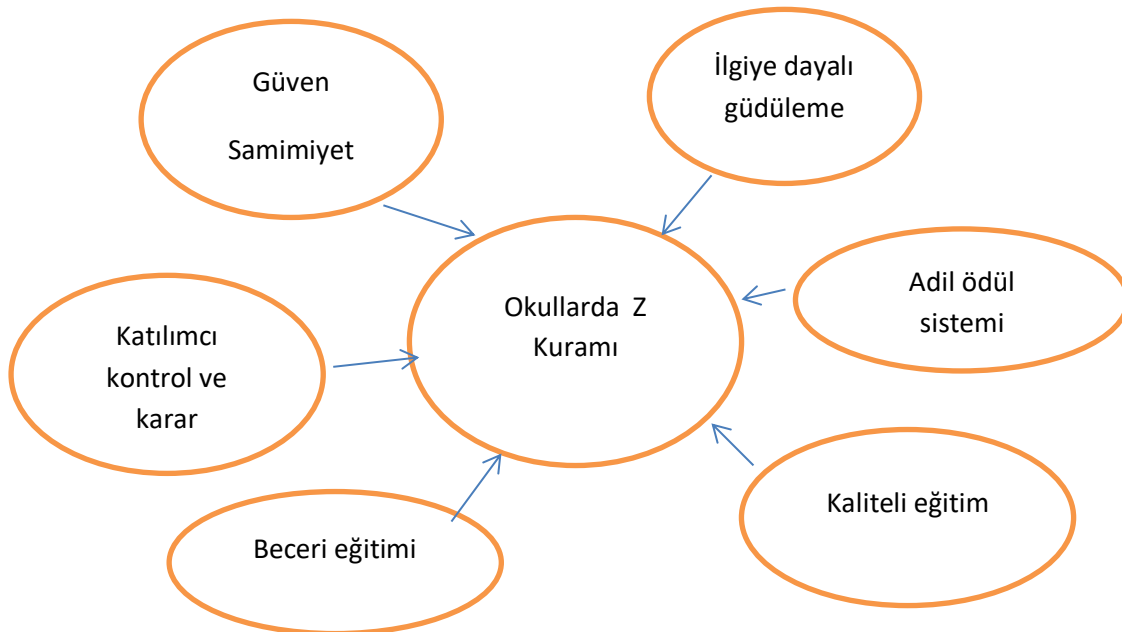 Güven
Samimiyet
İlgiye dayalı
güdüleme
Okullarda Z
Kuramı
Adil ödül
sistemi
Katılımcı
kontrol ve
karar
Kaliteli eğitim
Beceri eğitimi